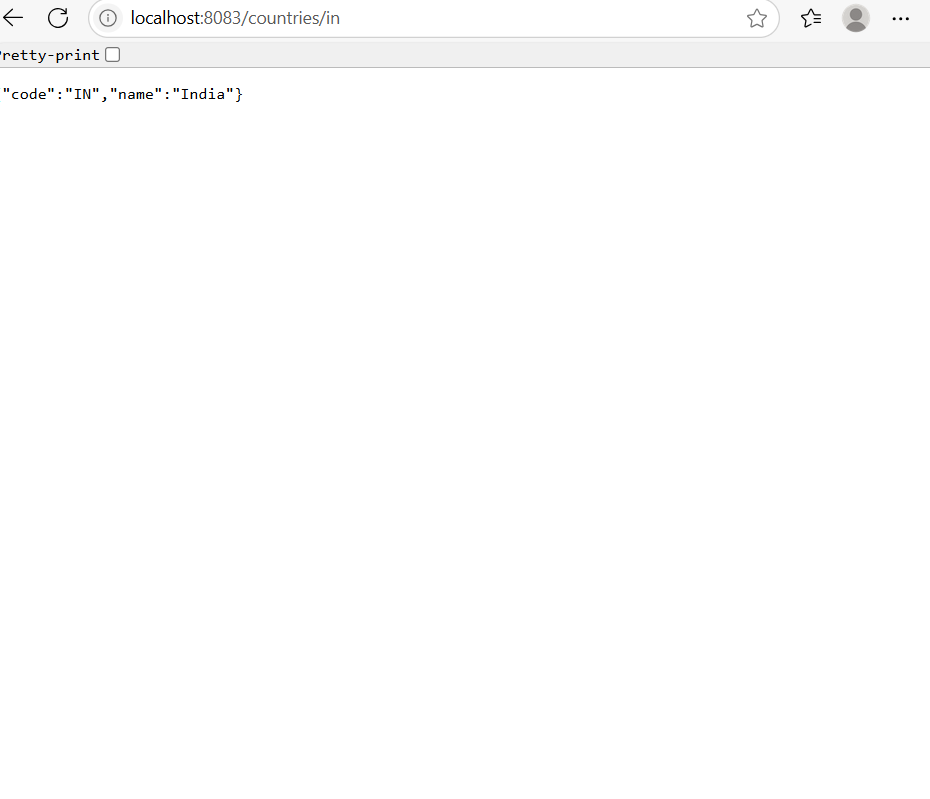 localhost:8083/countries/in
retty-print
"code":"IN","name":"India"}